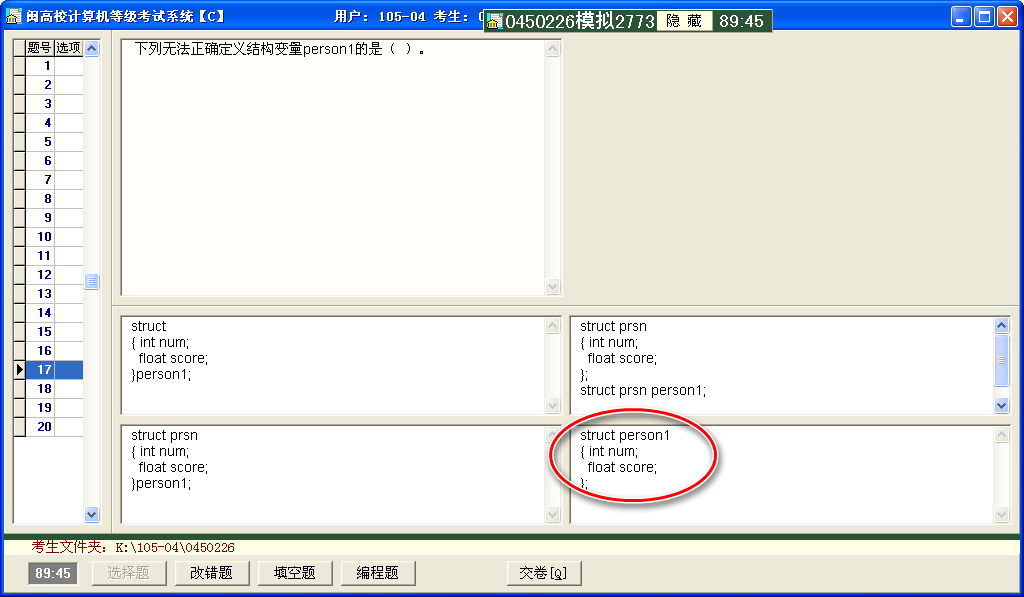 闽高校计算机等级考试系统【C】 用户: 105-04 考生:
0450226模拟2773 隐 藏 89:45
题号 选项
1
2
3
4
5
6
7
8
9
10
11
12
13
14
15
16
17
18
19
20
下列无法正确定义结构变量person1的是（ ）。
struct
{ int num;
float score;
}person1;
struct prsn
{ int num;
float score;
};
struct prsn person1;
struct prsn
{ int num;
float score;
}person1;
struct person1
{ int num;
float score;
};
考生文件夹: K:\105-04\0450226
89:45 选择题 改错题 填空题 编程题 交卷[Q]